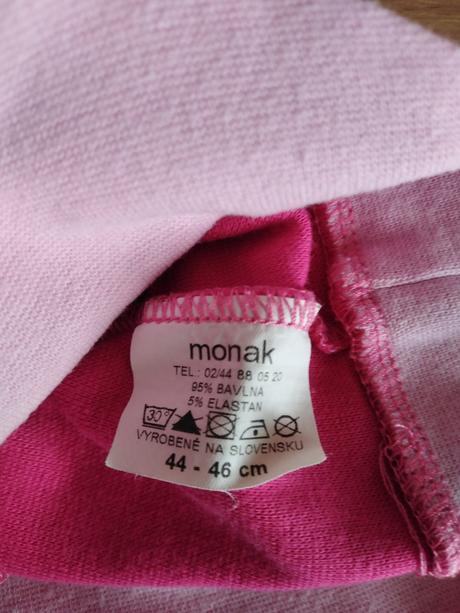 monak
TEL.: 02/44 88 05 20
95% BAVLNA
5% ELASTAN
30°
VYROBENÉ NA SLOVENSKU
44 - 46 cm